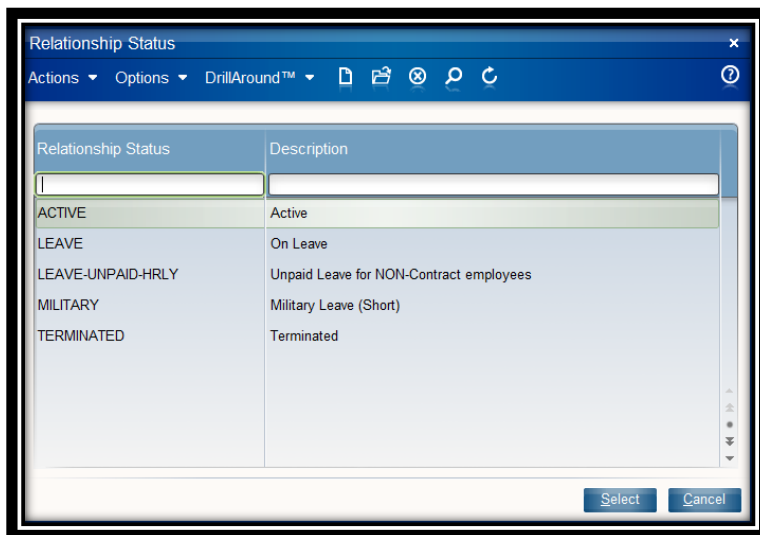 Relationship Status
Actions Options DrillAround™
Relationship Status Description
ACTIVE Active
LEAVE On Leave
LEAVE-UNPAID-HRLY Unpaid Leave for NON-Contract employees
MILITARY Military Leave (Short)
TERMINATED Terminated
Select Cancel